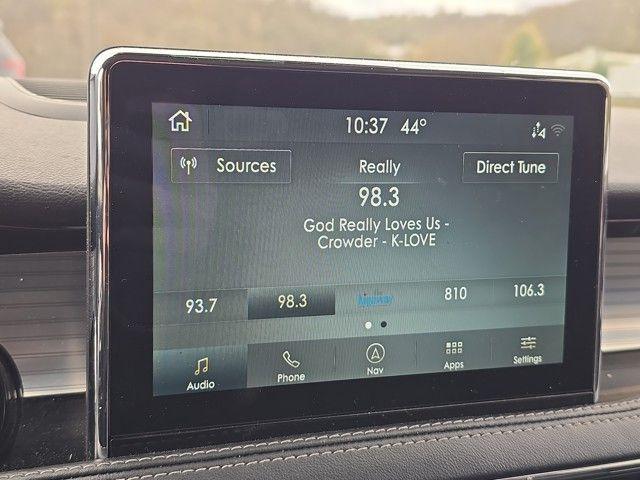 10:37 44°
Sources Really Direct Tune
98.3
God Really Loves Us -
Crowder - K-LOVE
93.7 98.3 Highway 810 106.3
Audio Phone Nav Apps Settings